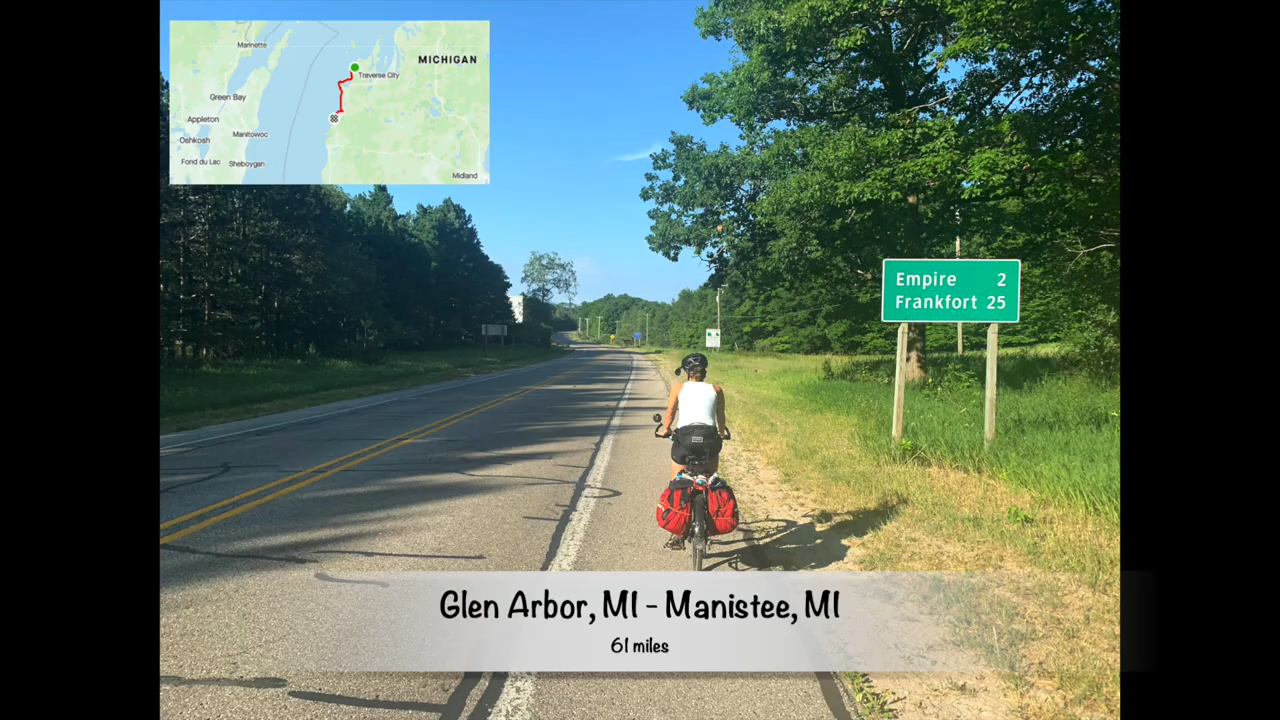 Marinette
MICHIGAN
Traverse City
Green Bay
Appleton
Manitowoc
Oshkosh
Fond du Lac
Sheboygan
Midland
Empire 2
Frankfort 25
Glen Arbor, MI - Manistee, MI
61 miles